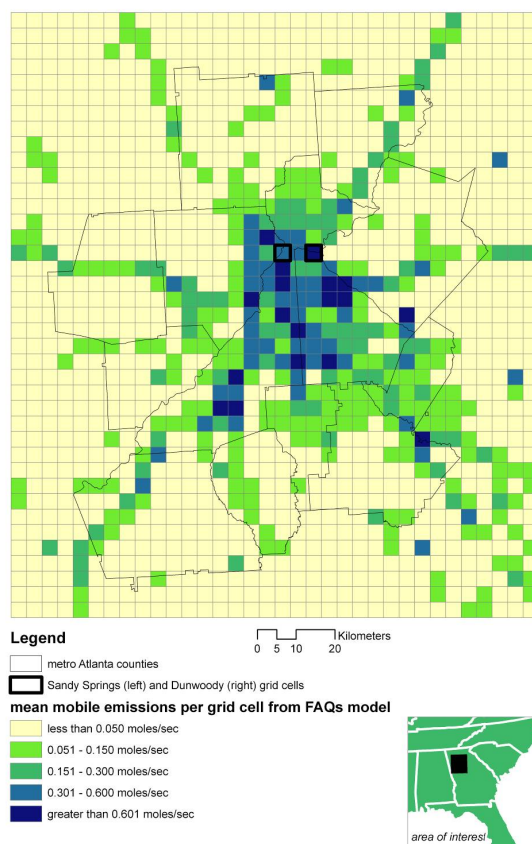 Legend
Kilometers
0 5 10 20
metro Atlanta counties
Sandy Springs (left) and Dunwoody (right) grid cells
mean mobile emissions per grid cell from FAQs model
less than 0.050 moles/sec
0.051 - 0.150 moles/sec
0.151 - 0.300 moles/sec
0.301 - 0.600 moles/sec
greater than 0.601 moles/sec
area of interest